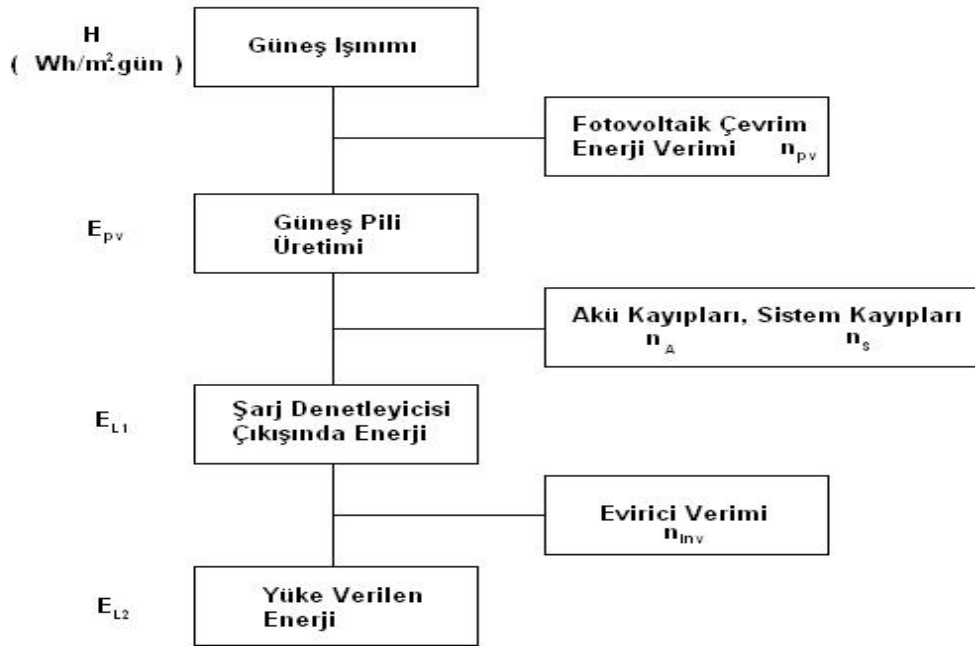 H
( Wh/m².gün )
Güneş Işınımı
Fotovoltaik Çevrim
Enerji Verimi n_pv
E_pv
Güneş Pili
Üretimi
Akü Kayıpları, Sistem Kayıpları
n_A n_s
E_L1
Şarj Denetleyicisi
Çıkışında Enerji
Evirici Verimi
n_Inv
E_L2
Yüke Verilen
Enerji